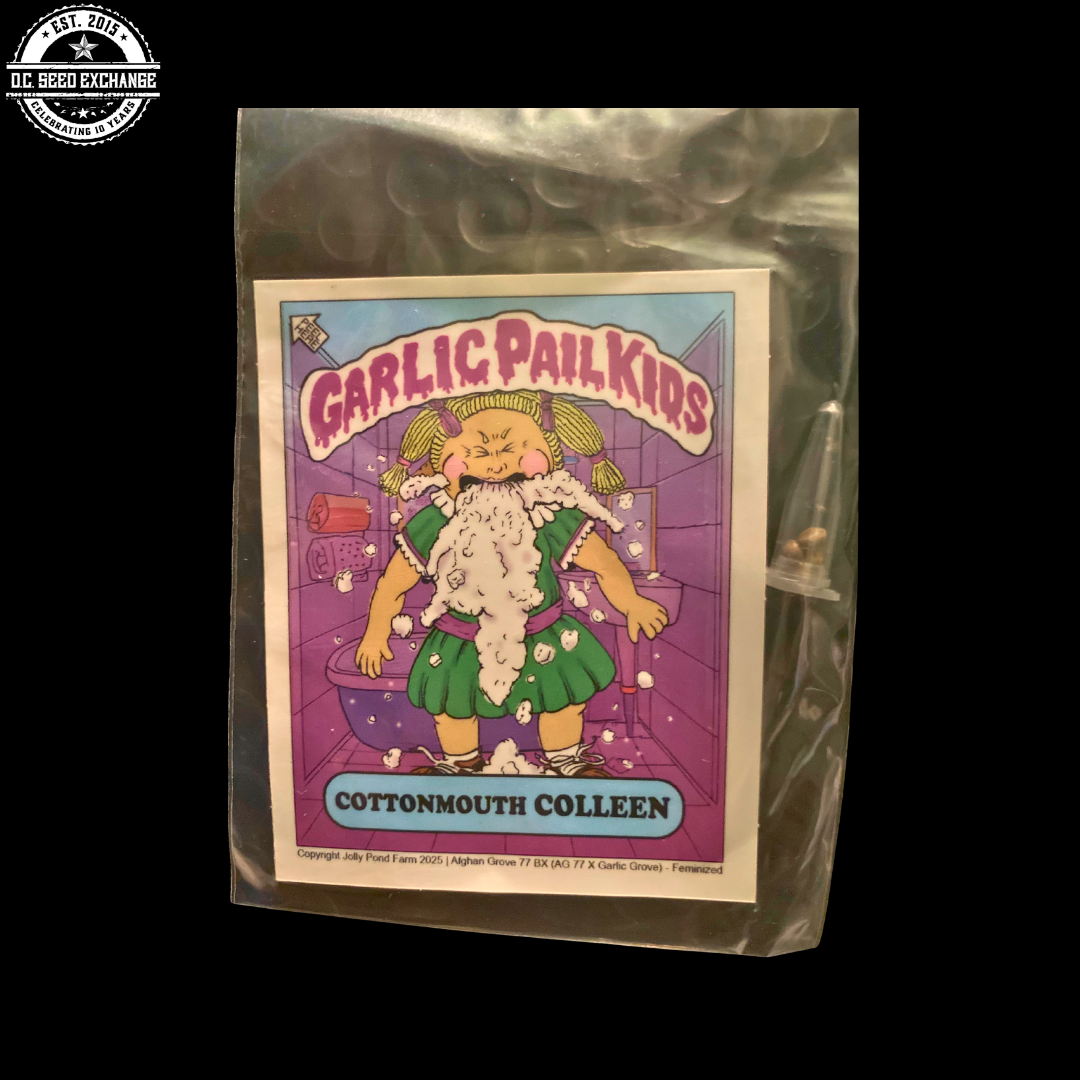 EST. 2015
D.C. SEED EXCHANGE
CELEBRATING 10 YEARS
PEEL HERE
GARLIC PAIL KIDS
COTTONMOUTH COLLEEN
Copyright Jolly Pond Farm 2025 | Afghan Grove 77 BX (AG 77 X Garlic Grove) - Feminized